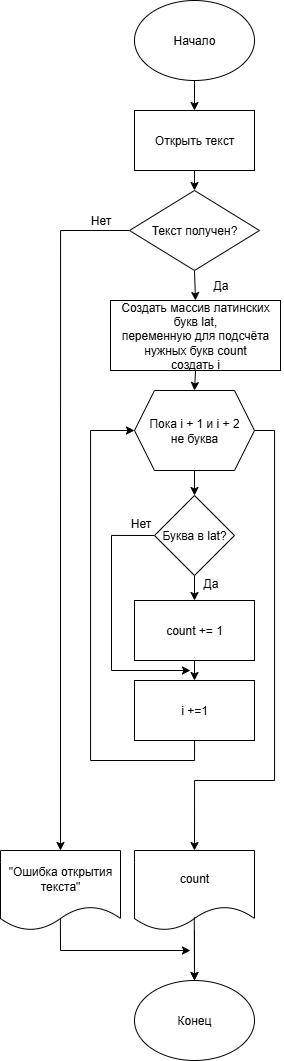 Начало
Открыть текст
Текст получен?
Нет
Да
Создать массив латинских
букв lat,
переменную для подсчёта
нужных букв count
создать i
Пока i + 1 и i + 2
не буква
Нет
Буква в lat?
Да
count += 1
i +=1
"Ошибка открытия
текста"
count
Конец